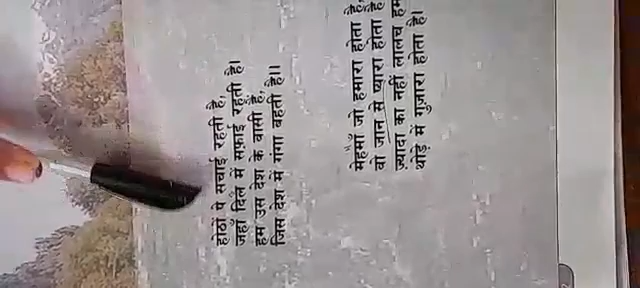 होठों पे सचाई रहती है,
जहाँ दिल में सफ़ाई रहती है।
हम उस देश के वासी हैं,
जिस देश में गंगा बहती है॥
मेहमाँ जो हमारा होता है,
वो जान से प्यारा होता है
ज़्यादा का नहीं लालच हम
थोड़े में गुज़ारा होता है।